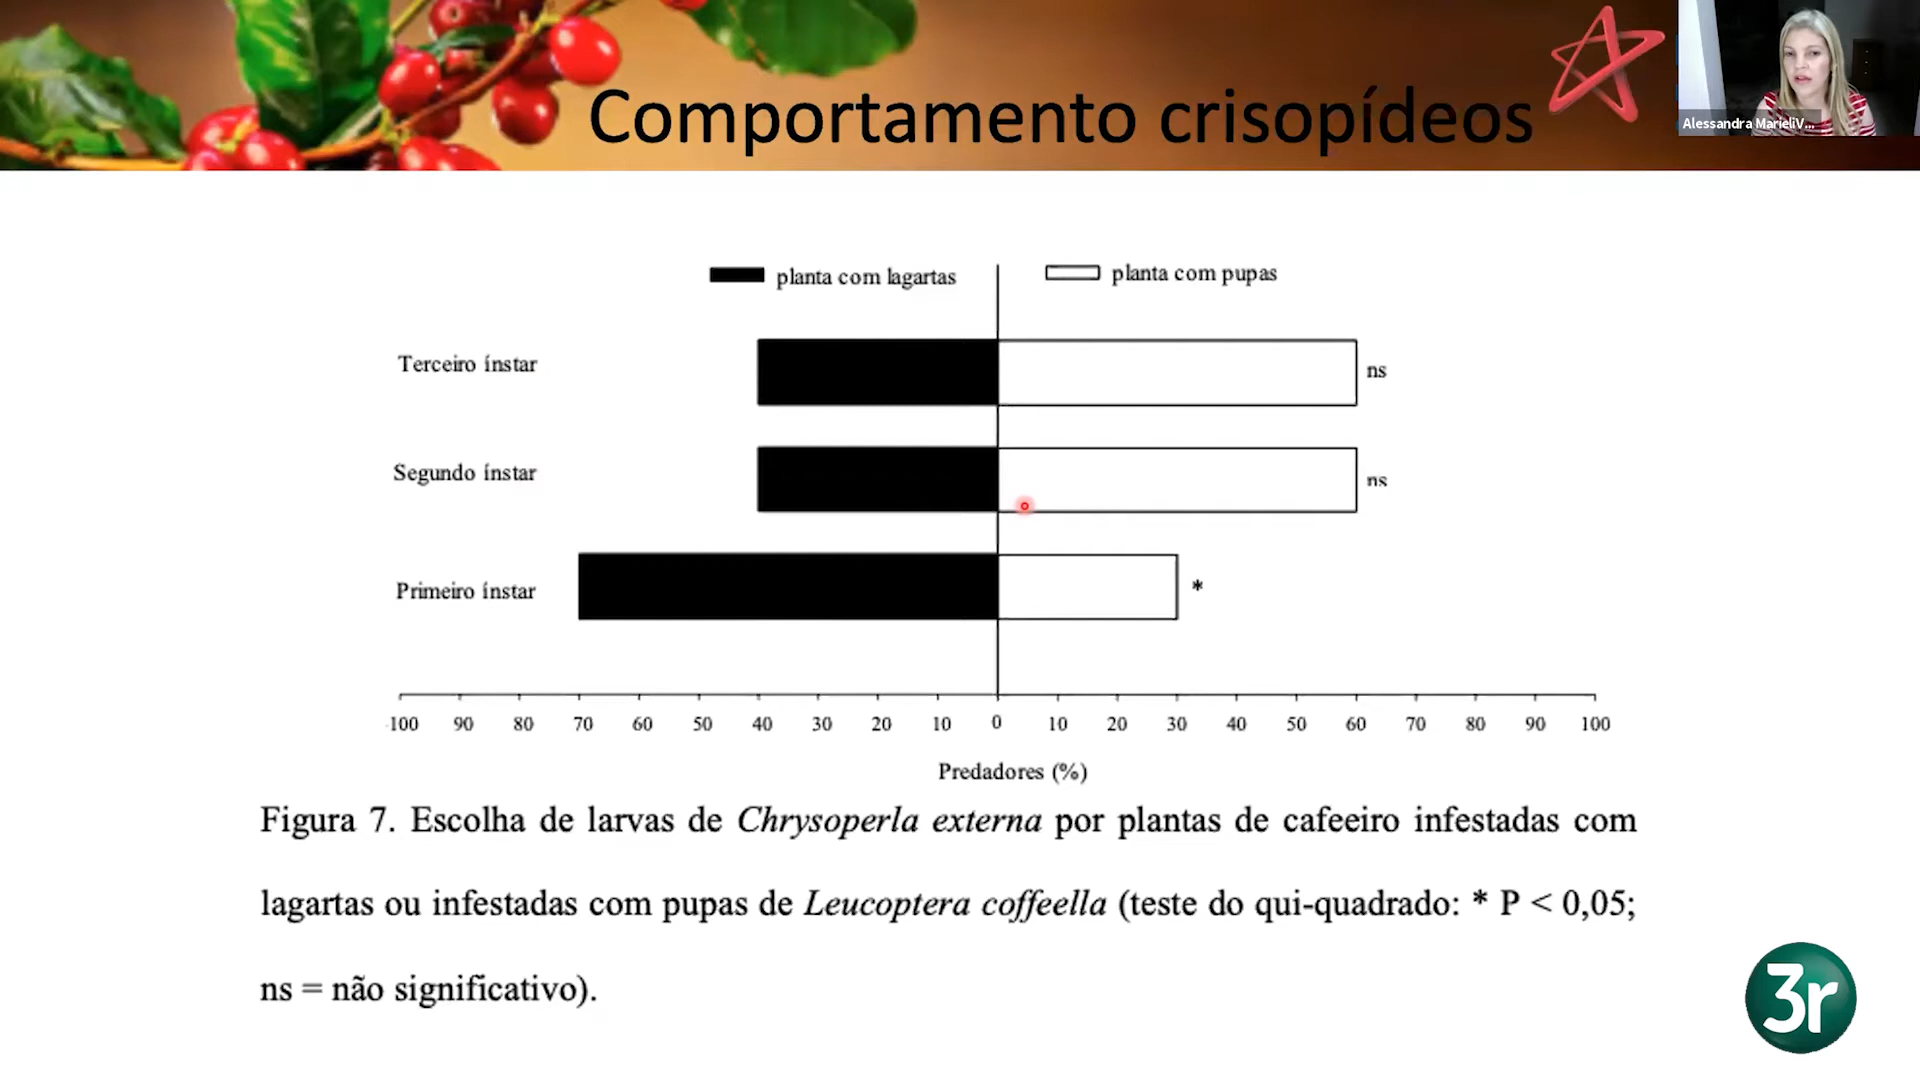 Comportamento crisopídeos
Alessandra MarieliV...
planta com lagartas
planta com pupas
Terceiro ínstar
ns
Segundo ínstar
ns
Primeiro ínstar
*
100 90 80 70 60 50 40 30 20 10 0 10 20 30 40 50 60 70 80 90 100
Predadores (%)
Figura 7. Escolha de larvas de Chrysoperla externa por plantas de cafeeiro infestadas com
lagartas ou infestadas com pupas de Leucoptera coffeella (teste do qui-quadrado: * P < 0,05;
ns = não significativo).
3r